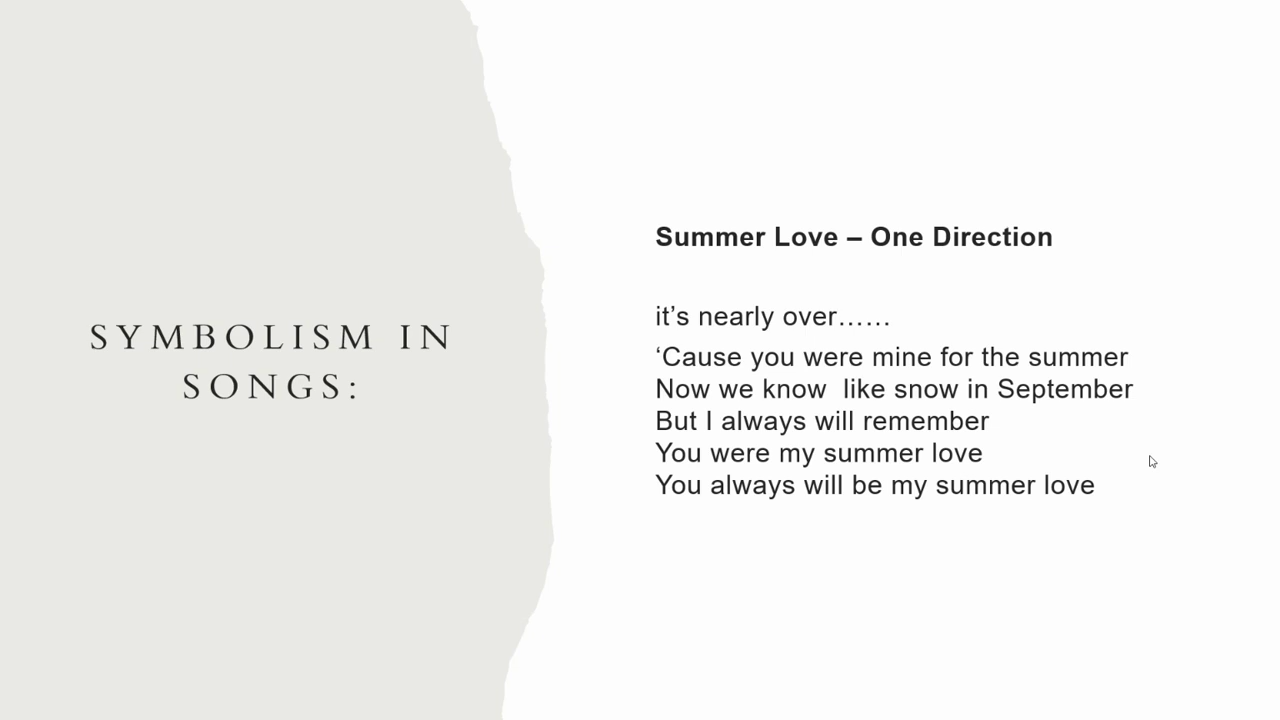 SYMBOLISM IN
SONGS:
Summer Love – One Direction
it’s nearly over……
‘Cause you were mine for the summer
Now we know  like snow in September
But I always will remember
You were my summer love
You always will be my summer love